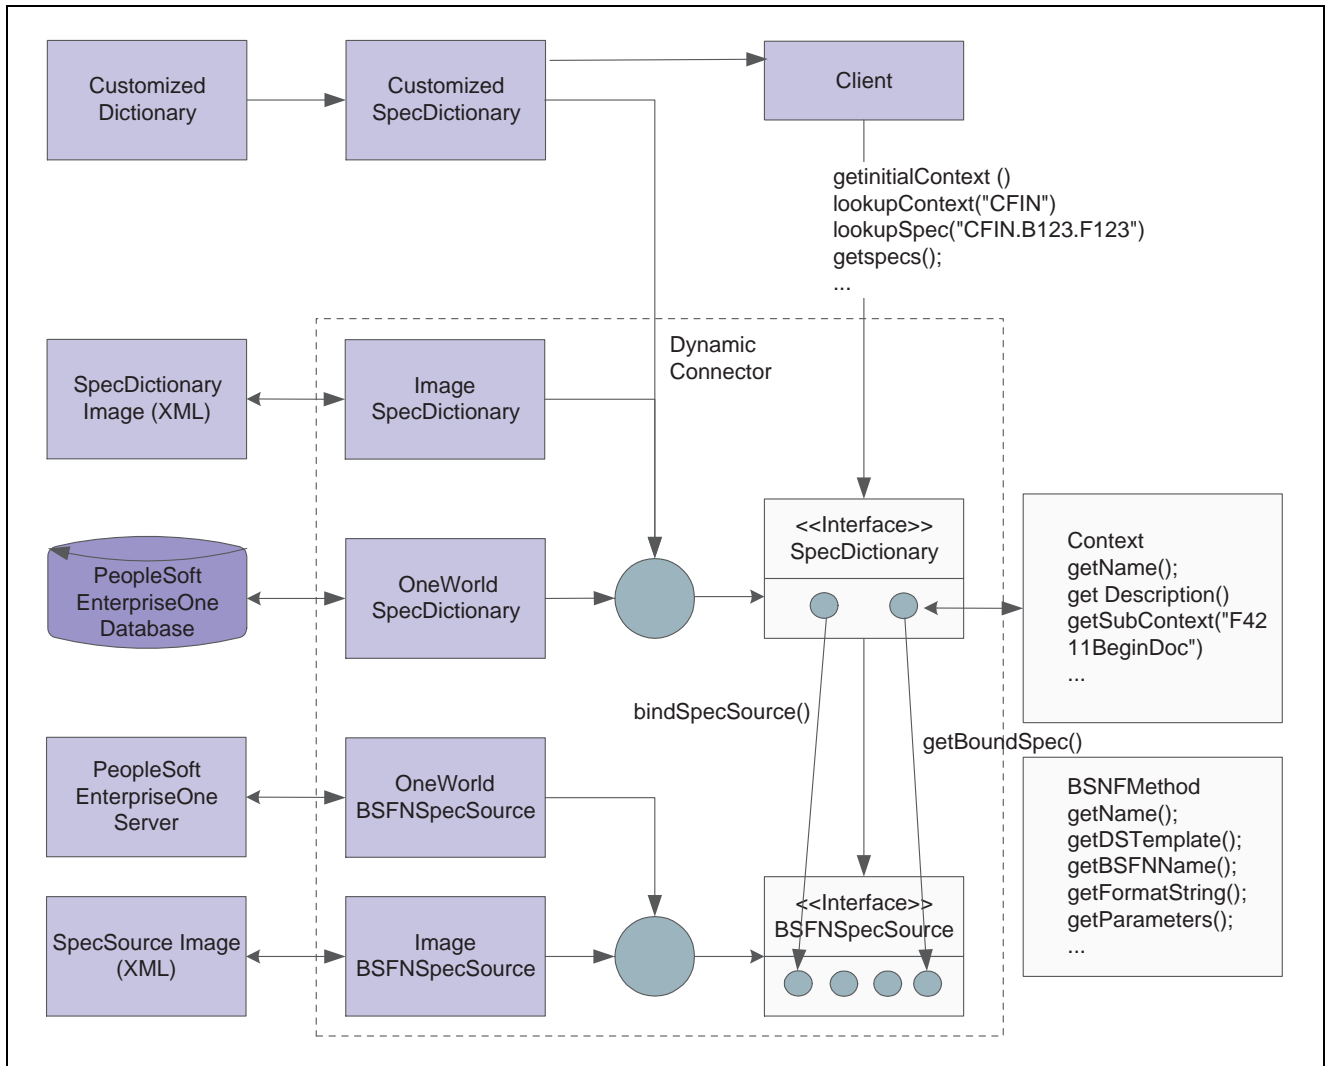 Customized
Dictionary
Customized
SpecDictionary
Client
getinitialContext ()
lookupContext("CFIN")
lookupSpec("CFIN.B123.F123")
getspecs();
...
Dynamic
Connector
SpecDictionary
Image (XML)
Image
SpecDictionary
<<Interface>>
SpecDictionary
Context
getName();
get Description()
getSubContext("F42
11BeginDoc")
...
PeopleSoft
EnterpriseOne
Database
OneWorld
SpecDictionary
bindSpecSource()
getBoundSpec()
PeopleSoft
EnterpriseOne
Server
OneWorld
BSFNSpecSource
BSNFMethod
getName();
getDSTemplate();
getBSFNName();
getFormatString();
getParameters();
...
<<Interface>>
BSFNSpecSource
SpecSource Image
(XML)
Image
BSFNSpecSource